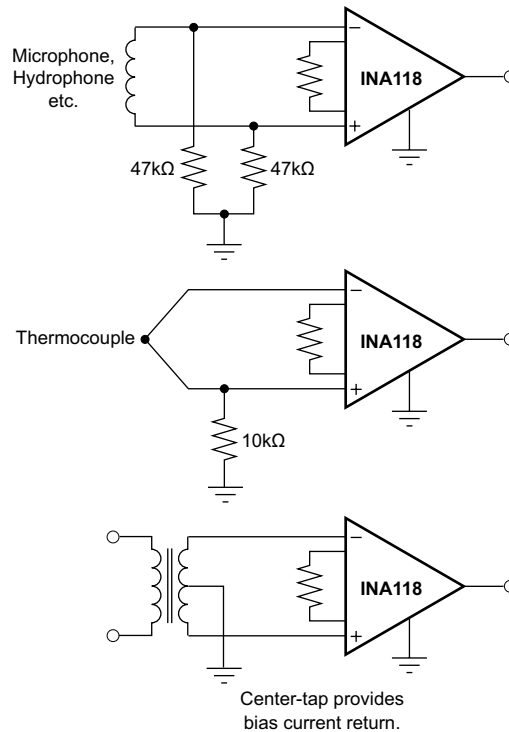 Microphone,
Hydrophone
etc.
−
INA118
+
47kΩ
47kΩ
Thermocouple
−
INA118
+
10kΩ
−
INA118
+
Center-tap provides
bias current return.